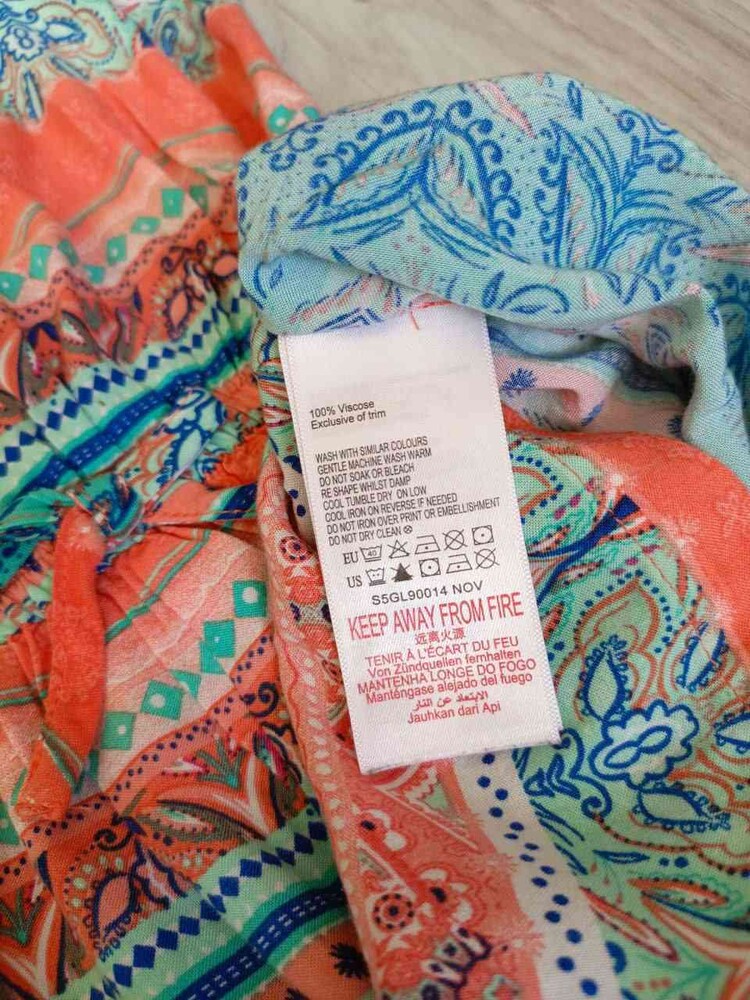 100% Viscose
Exclusive of trim
WASH WITH SIMILAR COLOURS
GENTLE MACHINE WASH WARM
DO NOT SOAK OR BLEACH
RE SHAPE WHILST DAMP
COOL TUMBLE DRY ON LOW
COOL IRON ON REVERSE IF NEEDED
DO NOT IRON OVER PRINT OR EMBELLISHMENT
DO NOT DRY CLEAN
EU 40
US
S5GL90014 NOV
KEEP AWAY FROM FIRE
远离火源
TENIR À L'ÉCART DU FEU
Von Zündquellen fernhalten
MANTENHA LONGE DO FOGO
Manténgase alejado del fuego
الابتعاد عن النار
Jauhkan dari Api